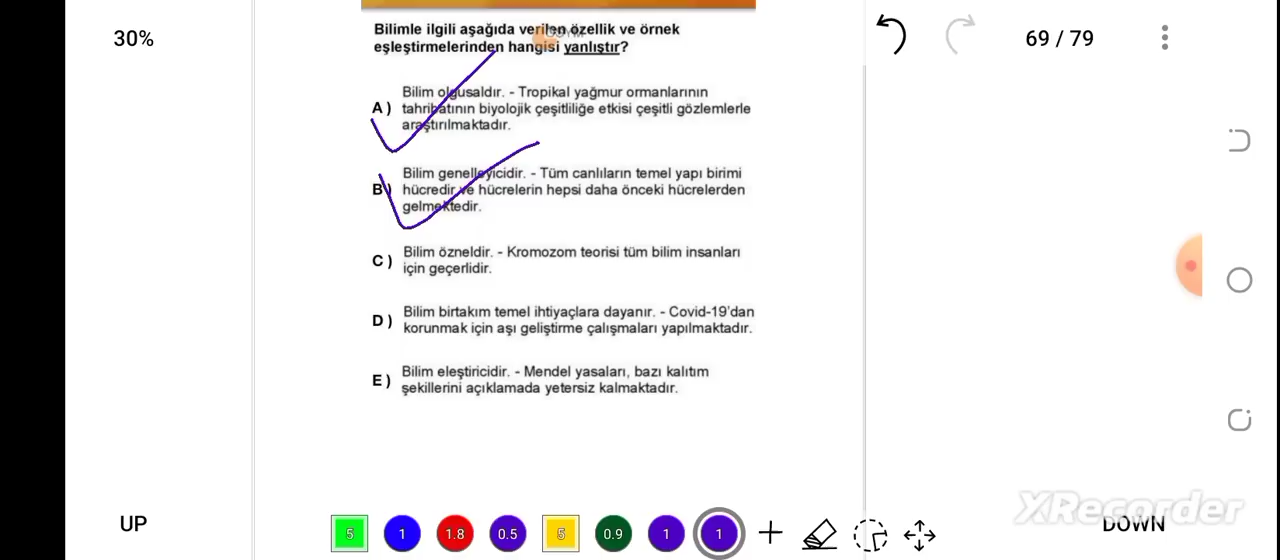 30%
69 / 79
Bilimle ilgili aşağıda verilen özellik ve örnek
eşleştirmelerinden hangisi yanlıştır?
A) Bilim olgusaldır. - Tropikal yağmur ormanlarının
tahribatının biyolojik çeşitliliğe etkisi çeşitli gözlemlerle
araştırılmaktadır.
B) Bilim genelleyicidir. - Tüm canlıların temel yapı birimi
hücredir ve hücrelerin hepsi daha önceki hücrelerden
gelmektedir.
C) Bilim özneldir. - Kromozom teorisi tüm bilim insanları
için geçerlidir.
D) Bilim birtakım temel ihtiyaçlara dayanır. - Covid-19'dan
korunmak için aşı geliştirme çalışmaları yapılmaktadır.
E) Bilim eleştiricidir. - Mendel yasaları, bazı kalıtım
şekillerini açıklamada yetersiz kalmaktadır.
XRecorder
UP
DOWN
5 1 1.8 0.5 5 0.9 1 1